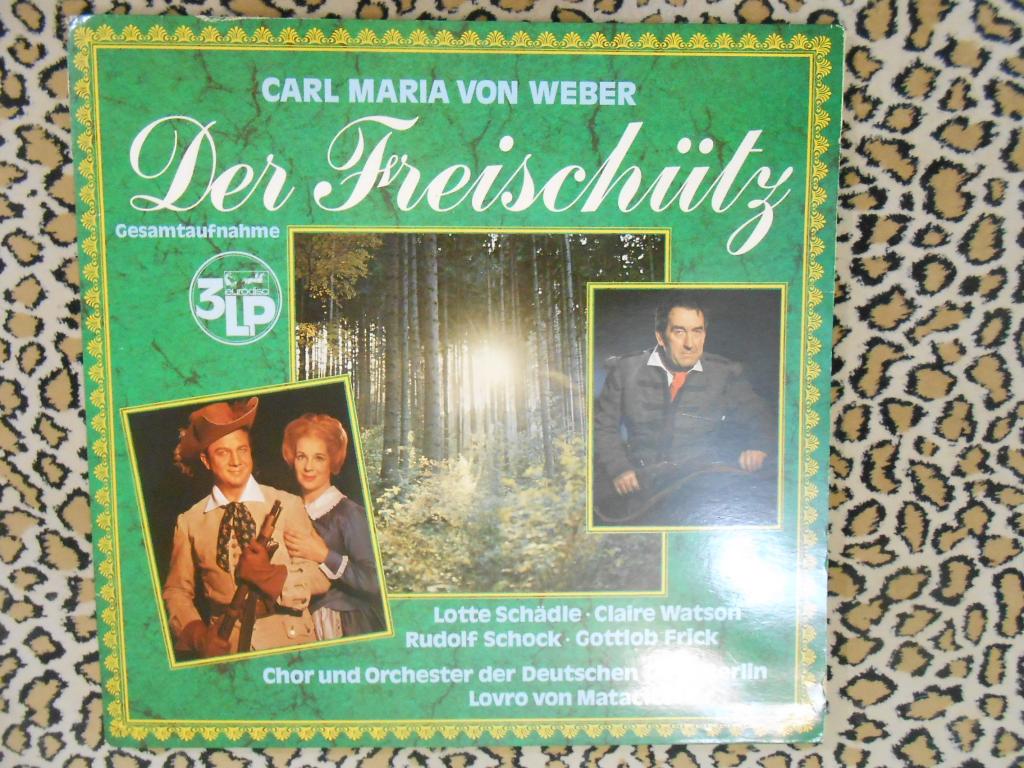 CARL MARIA VON WEBER
Der Freischütz
Gesamtaufnahme
eurodisc
3LP
Lotte Schädle · Claire Watson
Rudolf Schock · Gottlob Frick
Chor und Orchester der Deutschen
Lovro von